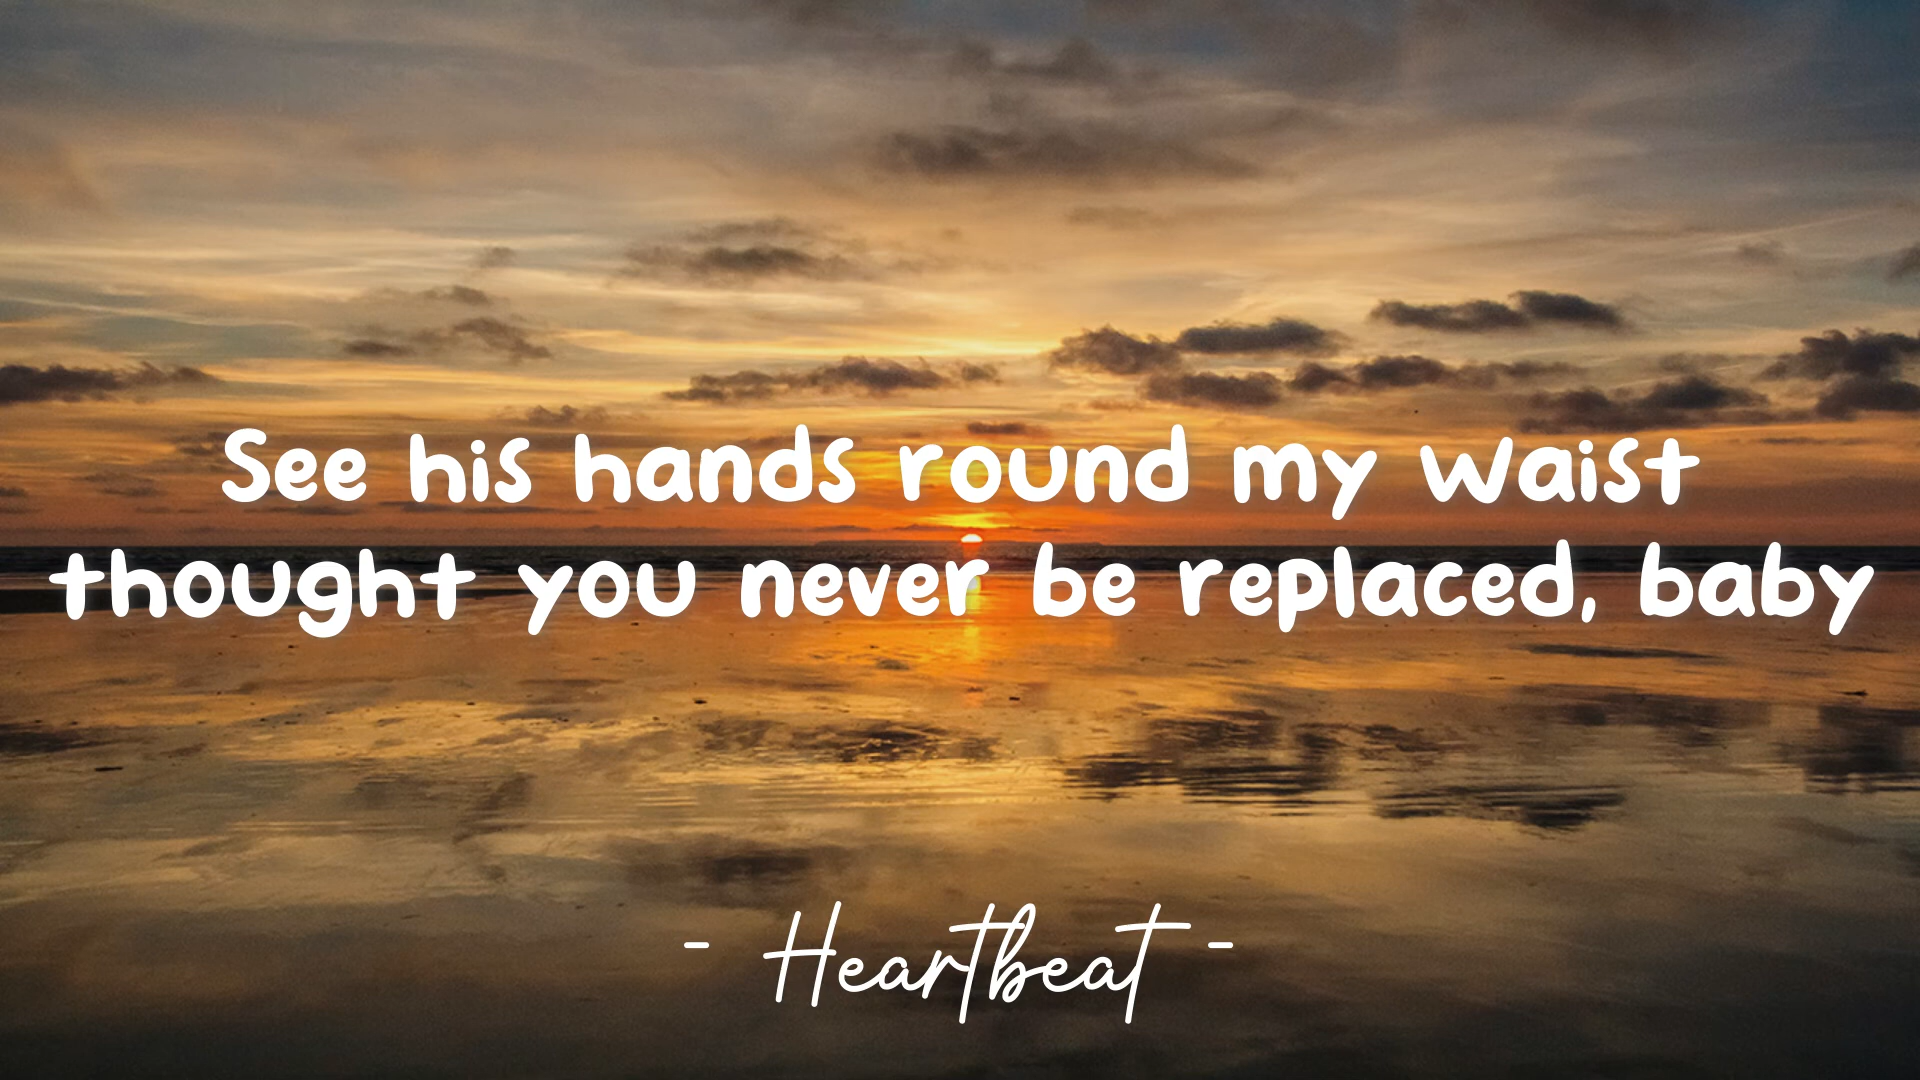 See his hands round my waist
thought you never be replaced, baby
- Heartbeat -